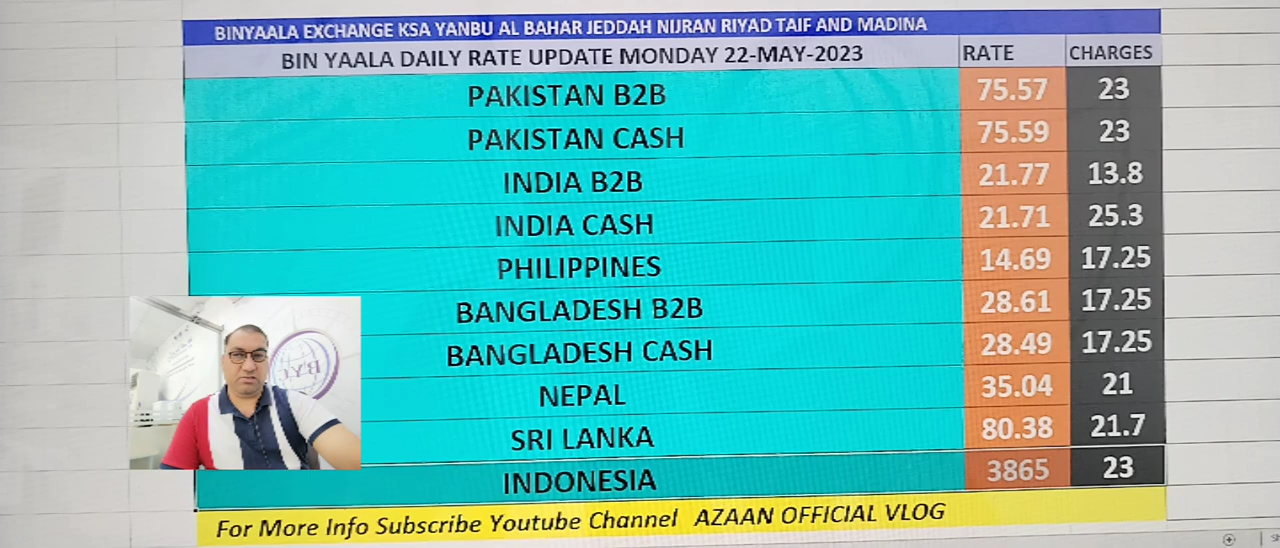 BINYAALA EXCHANGE KSA YANBU AL BAHAR JEDDAH NIJRAN RIYAD TAIF AND MADINA
BIN YAALA DAILY RATE UPDATE MONDAY 22-MAY-2023 RATE CHARGES
PAKISTAN B2B 75.57 23
PAKISTAN CASH 75.59 23
INDIA B2B 21.77 13.8
INDIA CASH 21.71 25.3
PHILIPPINES 14.69 17.25
BANGLADESH B2B 28.61 17.25
BANGLADESH CASH 28.49 17.25
NEPAL 35.04 21
SRI LANKA 80.38 21.7
INDONESIA 3865 23
For More Info Subscribe Youtube Channel AZAAN OFFICIAL VLOG